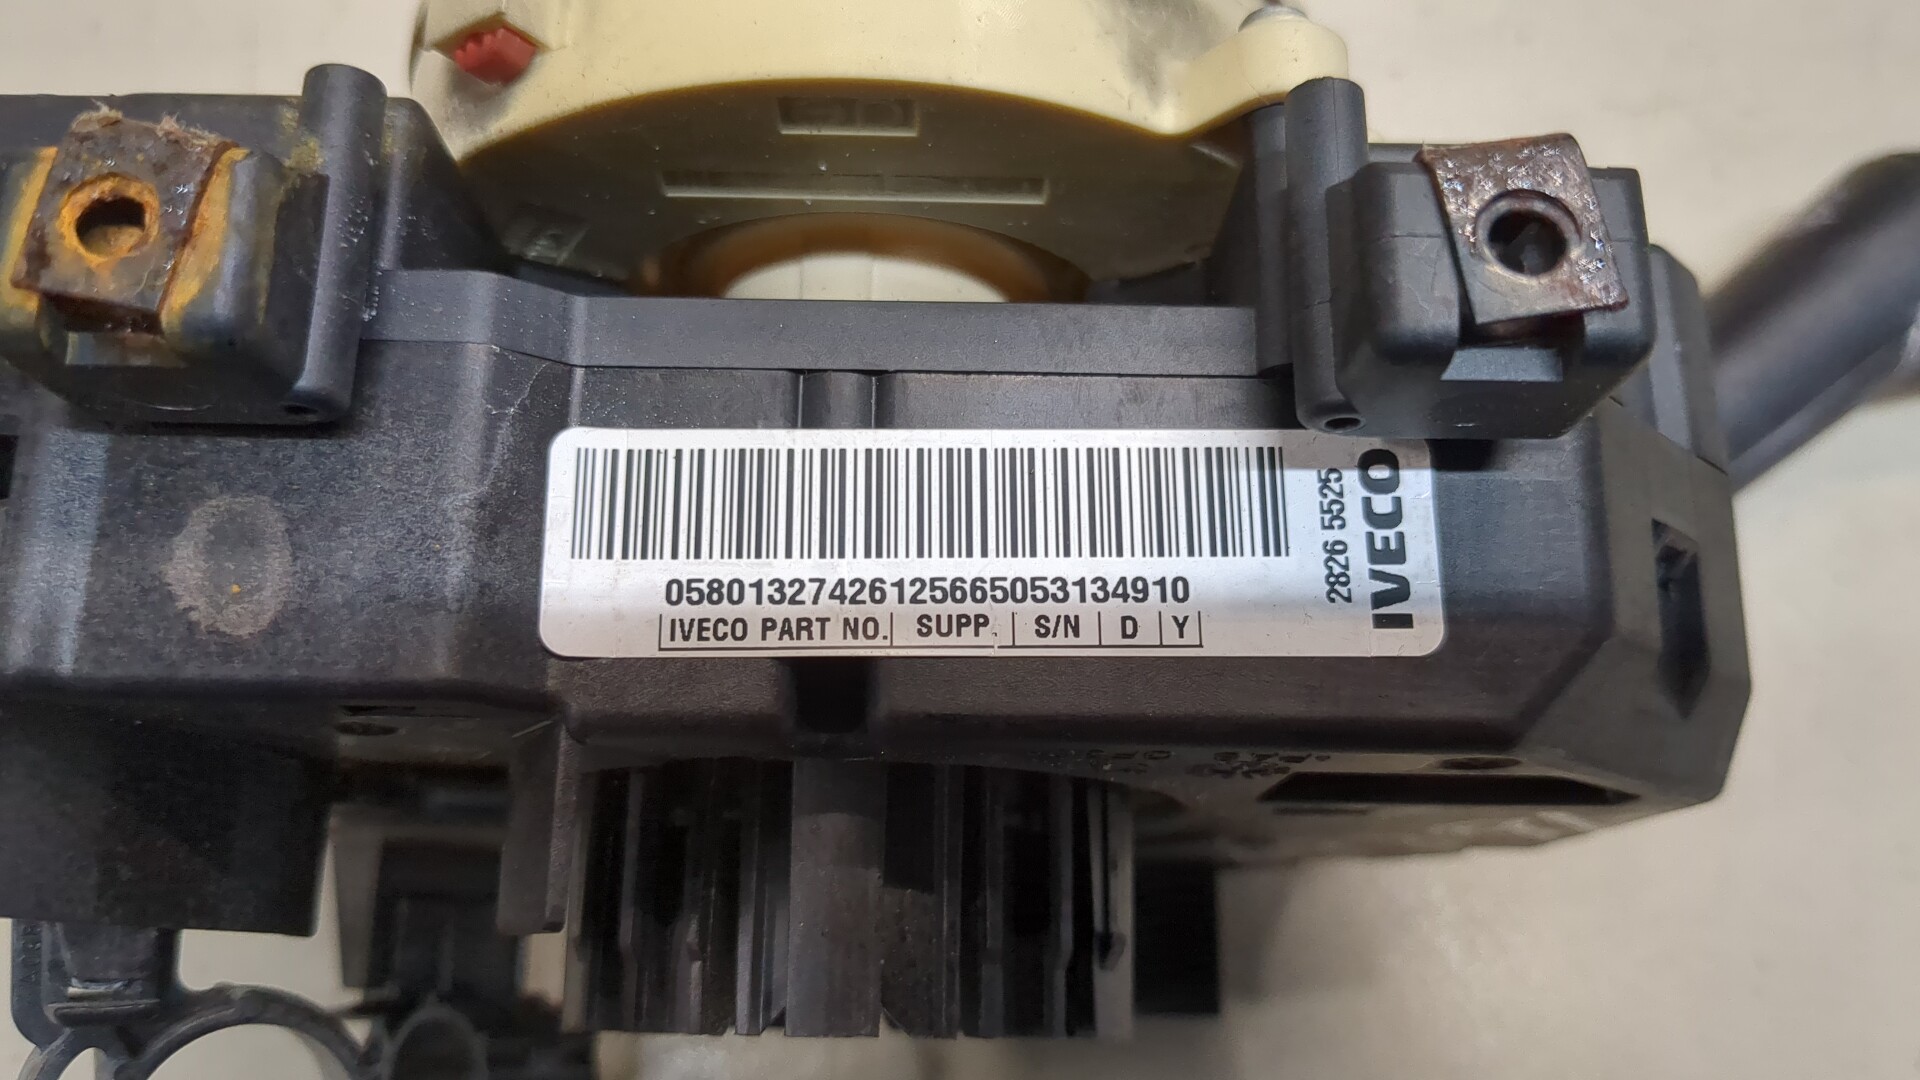 05801327426125665053134910
IVECO PART NO. SUPP. S/N D Y
2826 5525
IVECO